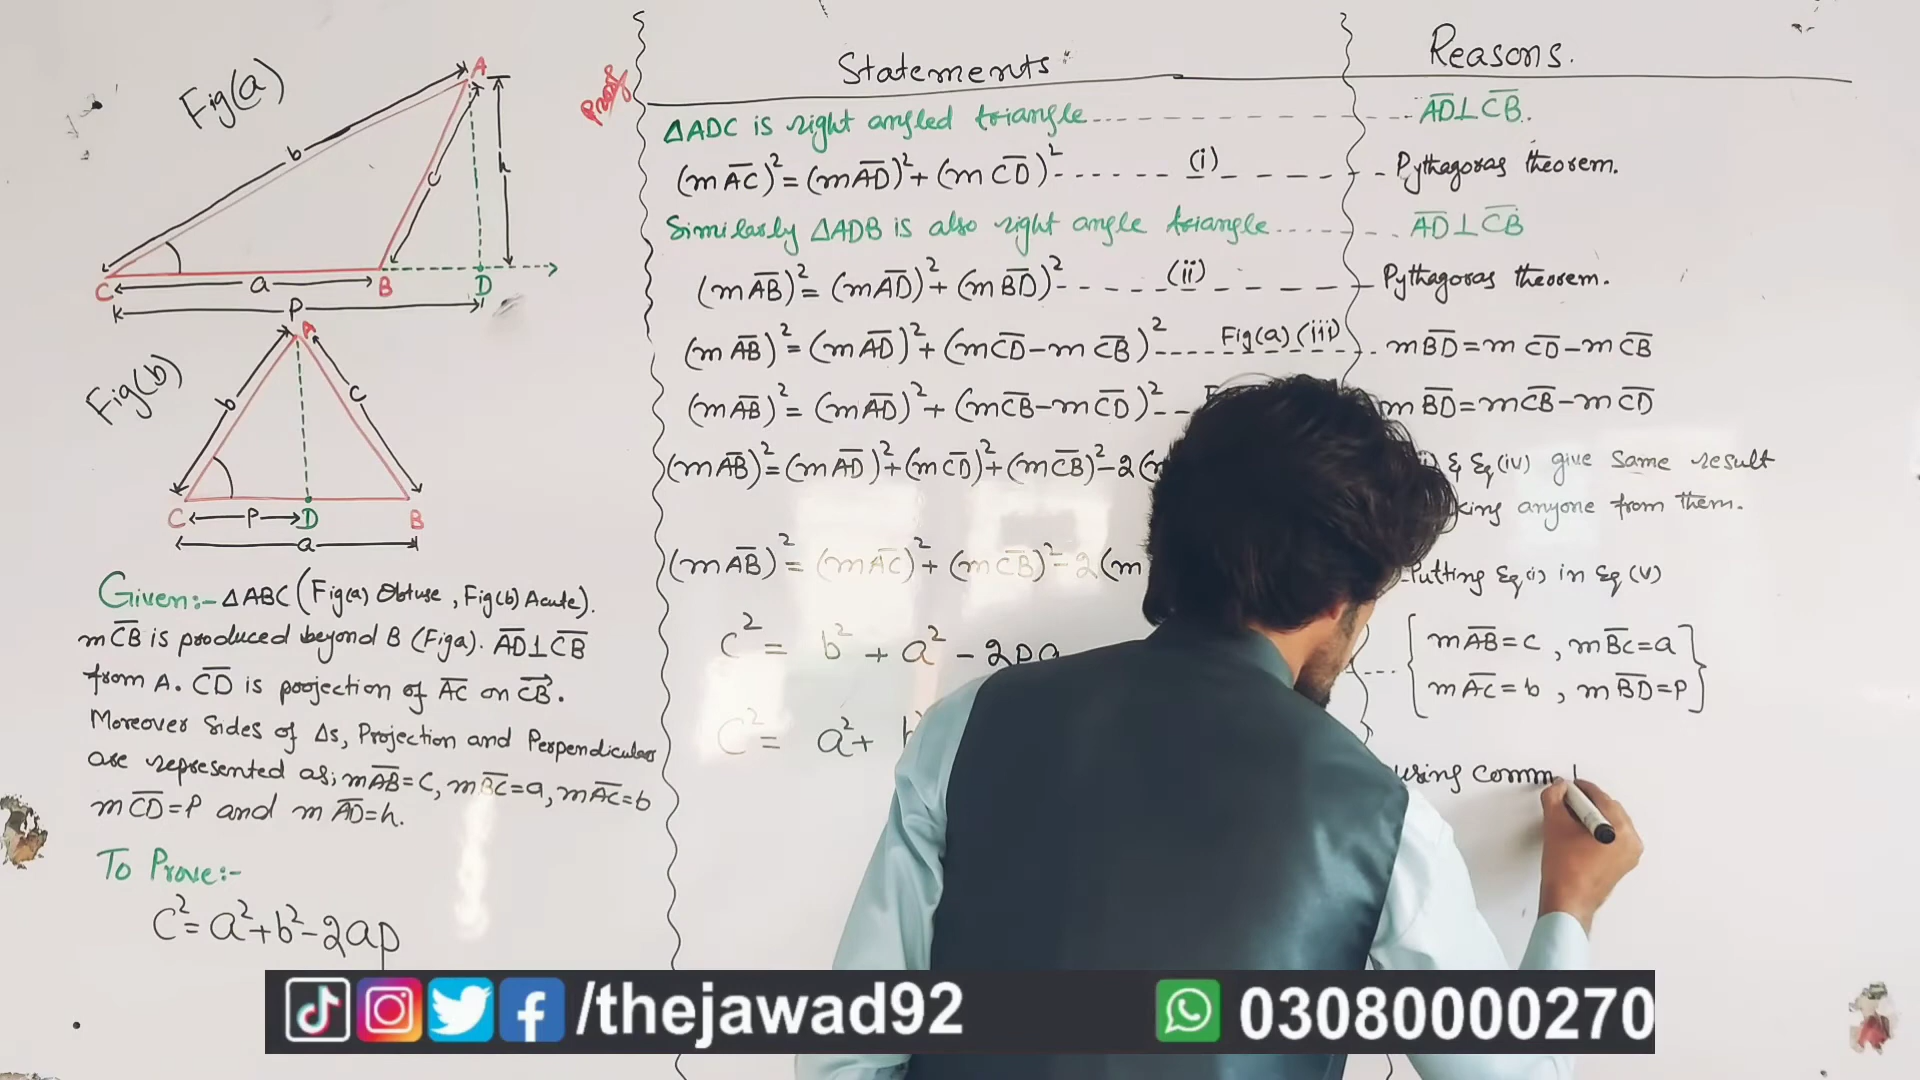 Fig(a)
A
b
c
h
C
a
B
D
P
Fig(b)
A
b
c
C
P
D
B
a
Given:- ΔABC (Fig(a) Obtuse, Fig(b) Acute).
mCB̅ is produced beyond B (Figa). AD̅⊥CB̅
from A. CD̅ is projection of AC̅ on CB⃗.
Moreover Sides of Δs, Projection and Perpendicular
are represented as; mAB̅=c, mBC̅=a, mAC̅=b
mCD̅=P and mAD̅=h.
To Prove:-
c²=a²+b²-2ap
Proof
Statements:
Reasons.
ΔADC is right angled triangle - - - AD̅⊥CB̅.
(mAC̅)²=(mAD̅)²+(mCD̅)² - - - (i) - - - Pythagoras theorem.
Similarly ΔADB is also right angle triangle - - - AD̅⊥CB̅
(mAB̅)²=(mAD̅)²+(mBD̅)² - - - (ii) - - - Pythagoras theorem.
(mAB̅)²=(mAD̅)²+(mCD̅-mCB̅)² - - - Fig(a) (iii) - - - mBD̅=mCD̅-mCB̅
(mAB̅)²=(mAD̅)²+(mCB̅-mCD̅)² - - mBD̅=mCB̅-mCD̅
(mAB̅)²=(mAD̅)²+(mCD̅)²+(mCB̅)²-2( & Eq(iv) give same result
anyone from them.
(mAB̅)²=(mAC̅)²+(mCB̅)²-2(m Putting Eq(i) in Eq(v)
c² = b² + a² - 2pa
{mAB̅=c, mBC̅=a
mAC̅=b, mBD̅=P}
c² = a²+ b
using comm
/thejawad92
03080000270